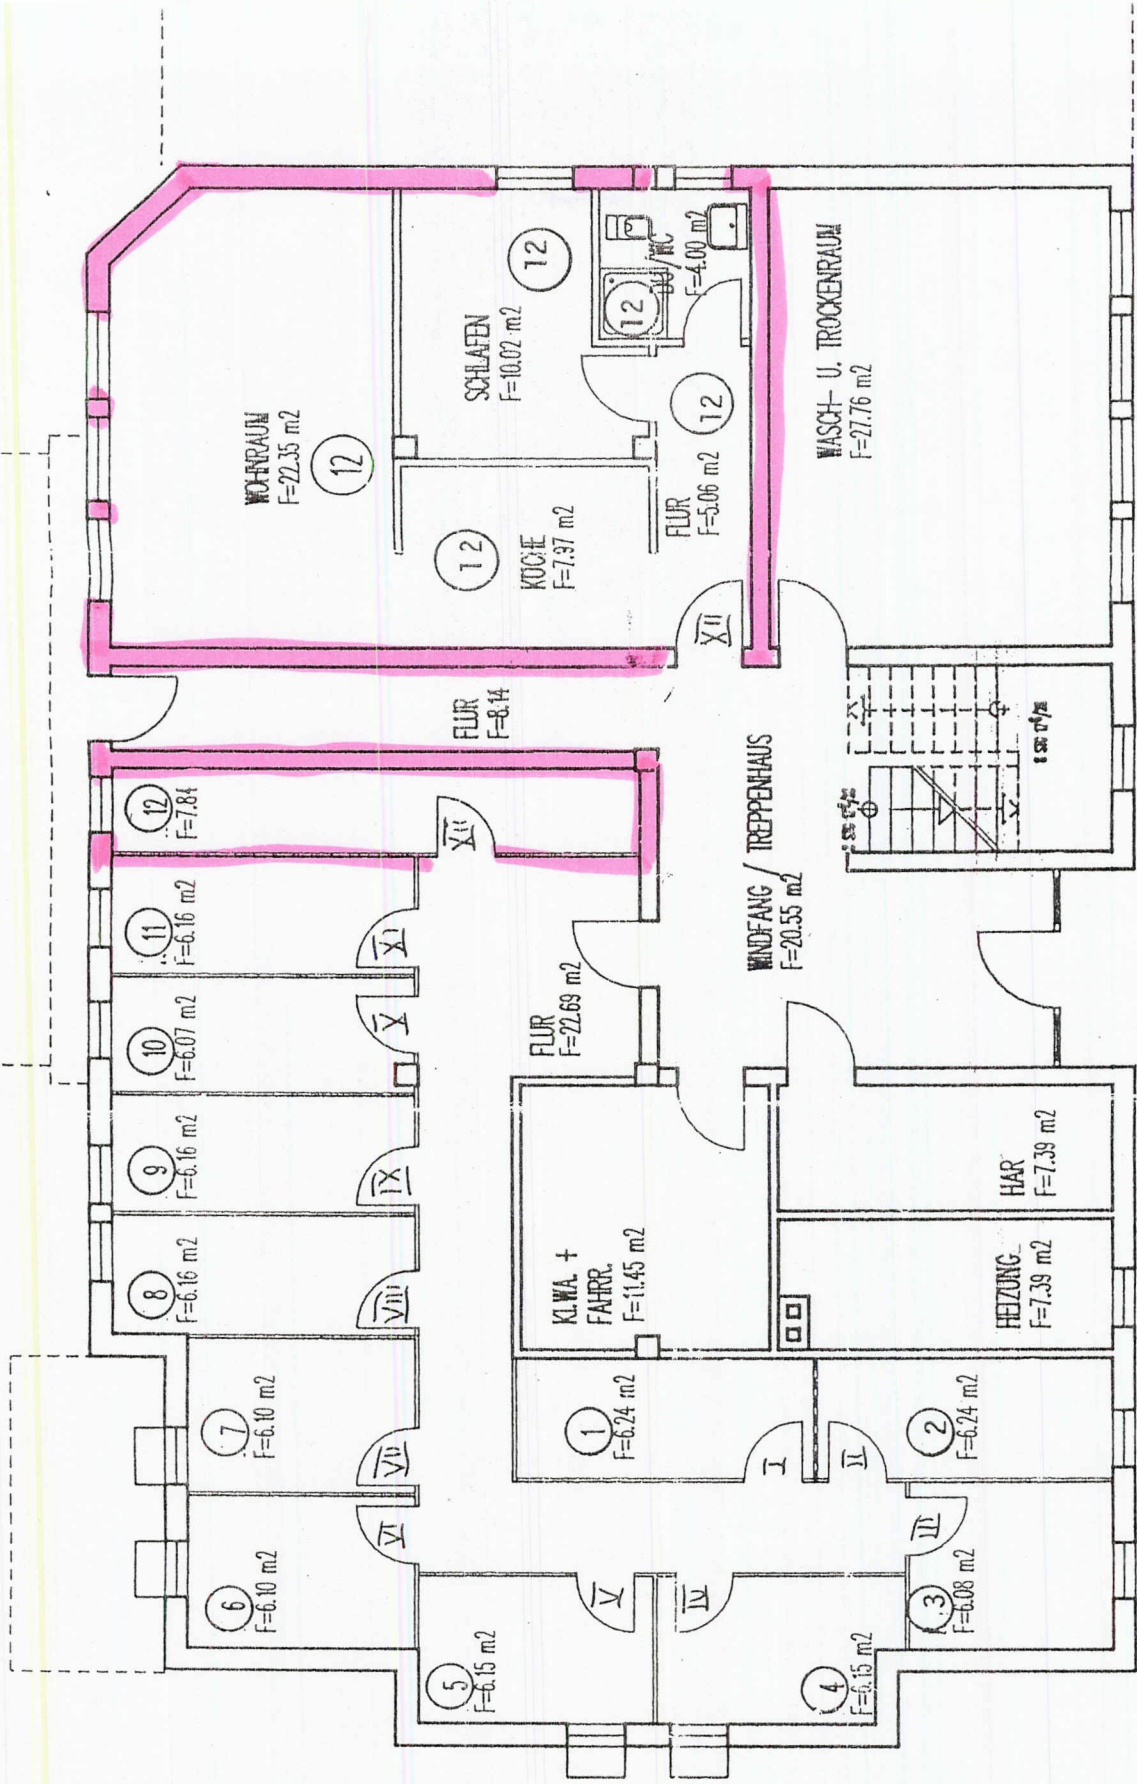 12
F=7.84
XII
11
F=6.16 m2
XI
10
F=6.07 m2
X
9
F=6.16 m2
IX
8
F=6.16 m2
VIII
7
F=6.10 m2
VII
6
F=6.10 m2
VI
5
F=6.15 m2
V
4
F=6.15 m2
IV
3
F=6.08 m2
III
2
F=6.24 m2
II
1
F=6.24 m2
I
KI.WA. +
FAHRR.
F=11.45 m2
HEIZUNG
F=7.39 m2
HAR
F=7.39 m2
FLUR
F=22.69 m2
WINDFANG / TREPPENHAUS
F=20.55 m2
FLUR
F=8.14
WOHNRAUM
F=22.35 m2
12
KÜCHE
F=7.97 m2
12
SCHLAFEN
F=10.02 m2
12
DU/WC
F=4.00 m2
12
FLUR
F=5.06 m2
12
XII
WASCH- U. TROCKENRAUM
F=27.76 m2